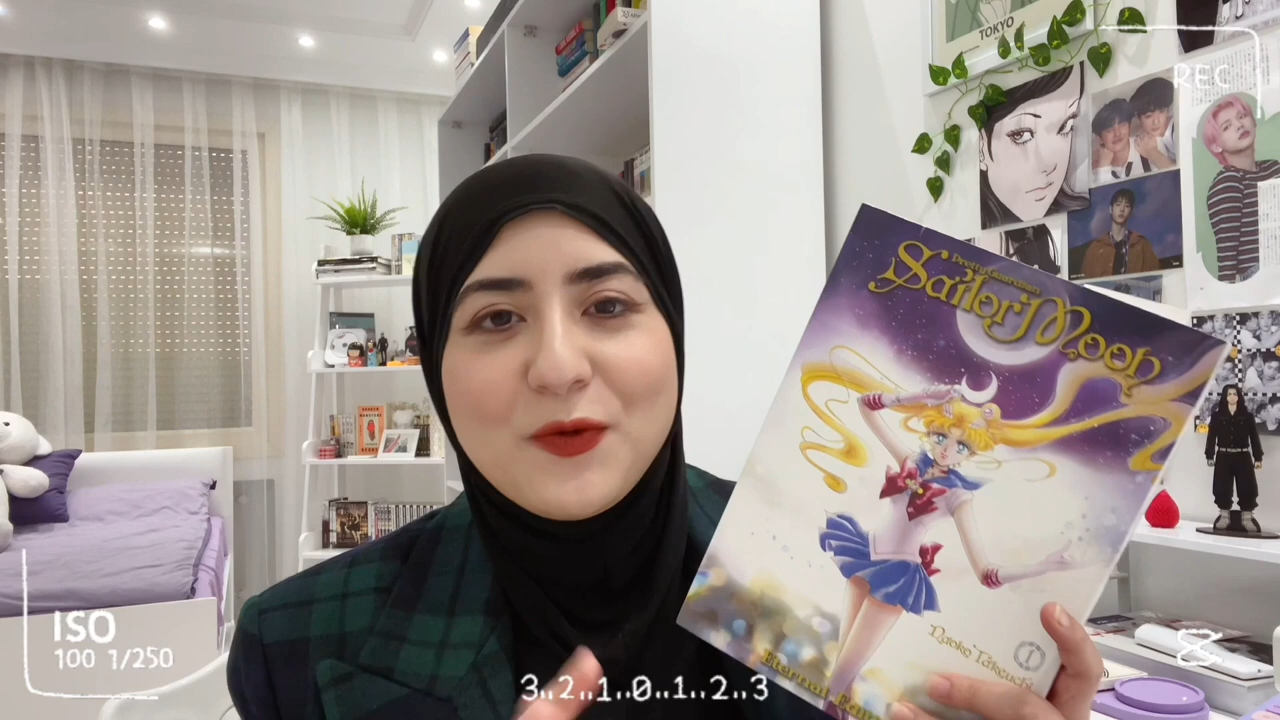 TOKYO
REC
Pretty Guardian
Sailor Moon
Naoko Takeuchi
1
Eternal
ISO
100 1/250
3..2..1..0..1..2..3